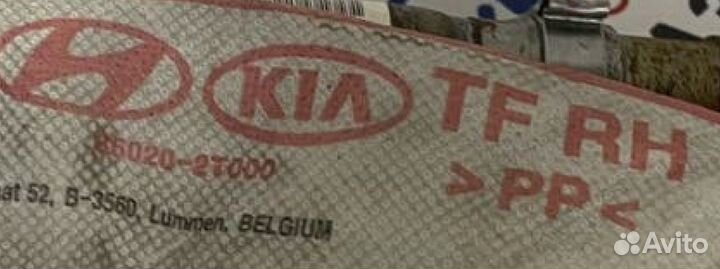 KIA TF RH
85020-2T000 >PP<
aat 52, B-3560, Lummen, BELGIUM
Avito